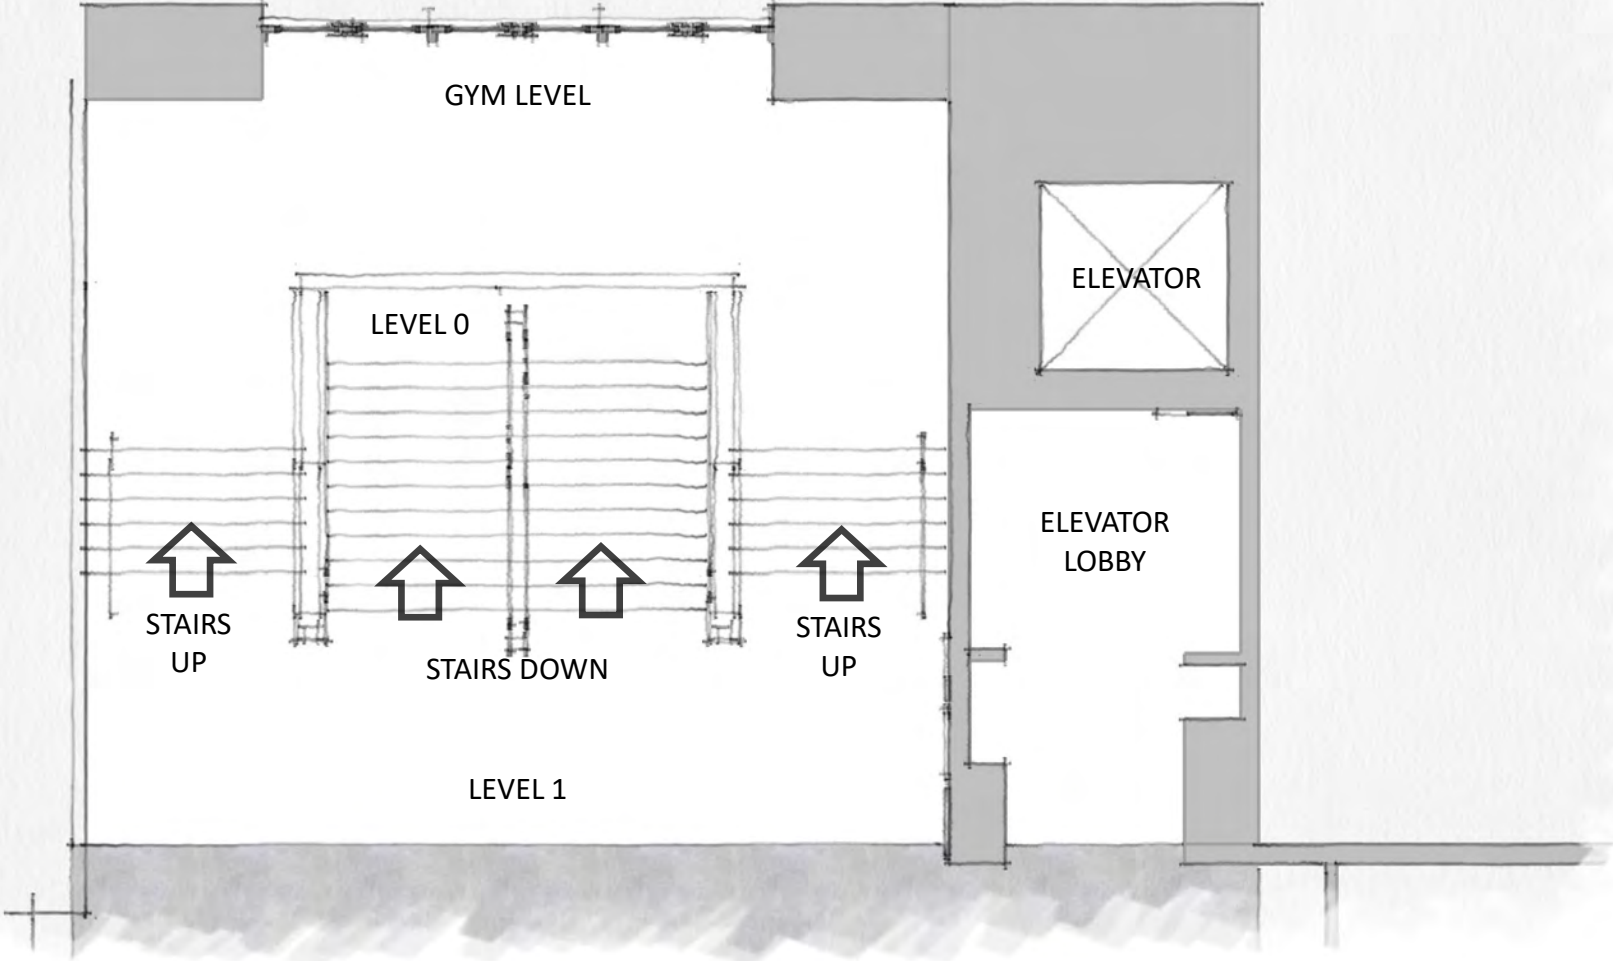 GYM LEVEL
ELEVATOR
LEVEL 0
ELEVATOR
LOBBY
STAIRS
UP
STAIRS
UP
STAIRS DOWN
LEVEL 1